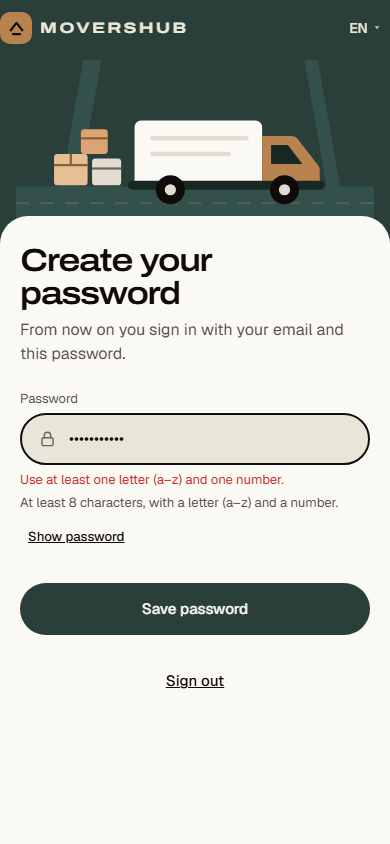 MOVERSHUB
EN
Create your
password
From now on you sign in with your email and
this password.
Password
•••••••••••
Use at least one letter (a–z) and one number.
At least 8 characters, with a letter (a–z) and a number.
Show password
Save password
Sign out